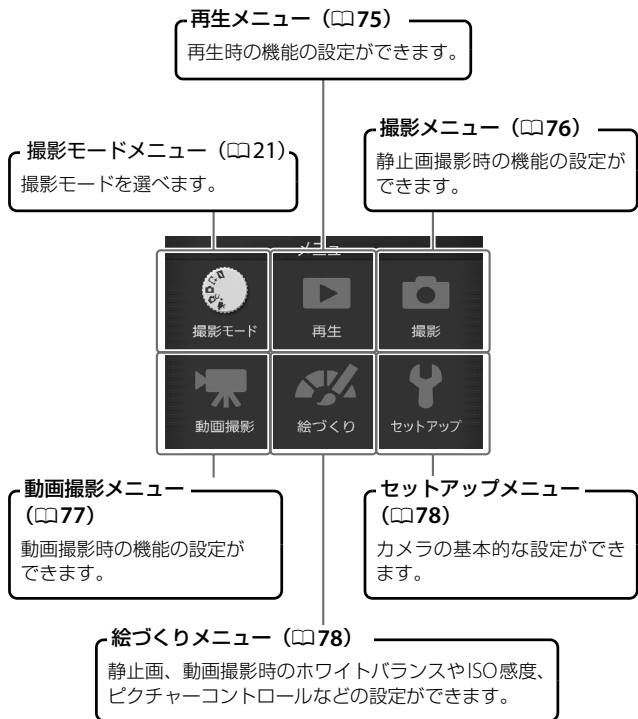 再生メニュー（📖75）
再生時の機能の設定ができます。
撮影モードメニュー（📖21）
撮影モードを選べます。
撮影メニュー（📖76）
静止画撮影時の機能の設定が
できます。
メニュー
撮影モード
再生
撮影
動画撮影
絵づくり
セットアップ
動画撮影メニュー
（📖77）
動画撮影時の機能の設定が
できます。
セットアップメニュー
（📖78）
カメラの基本的な設定ができ
ます。
絵づくりメニュー（📖78）
静止画、動画撮影時のホワイトバランスやISO感度、
ピクチャーコントロールなどの設定ができます。